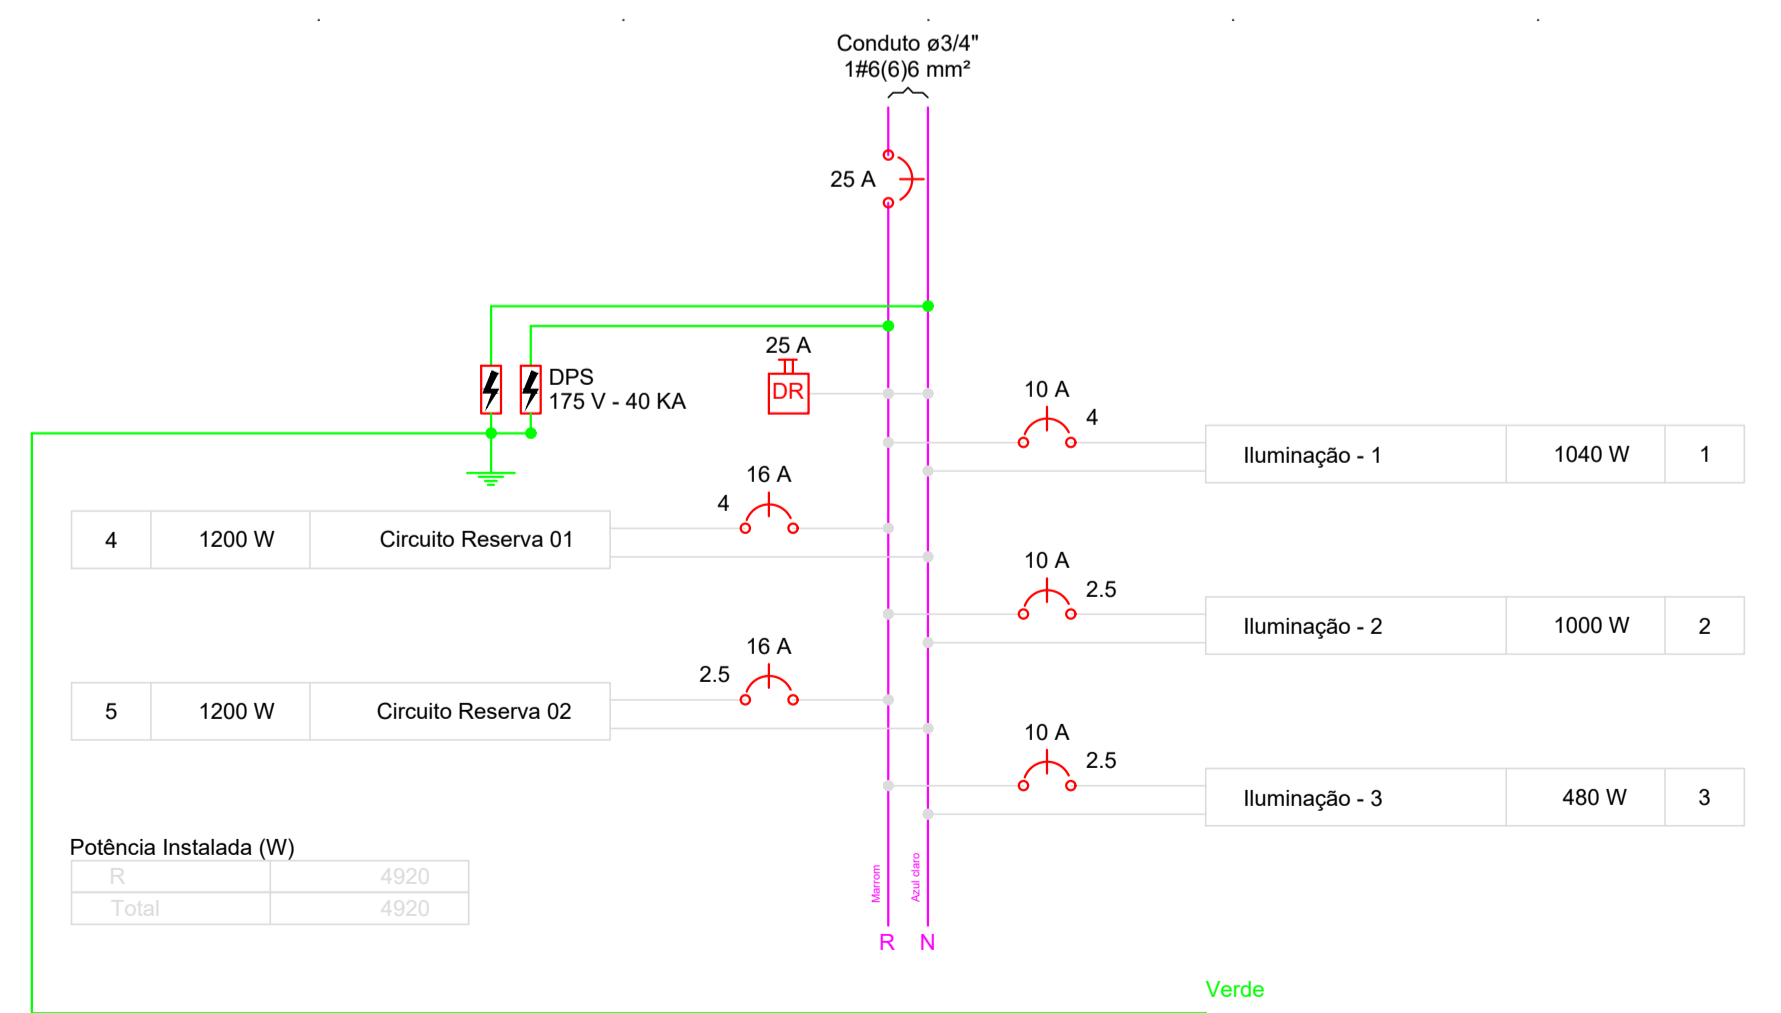 Conduto ø3/4"
1#6(6)6 mm²
25 A
25 A
DR
DPS
175 V - 40 KA
10 A
4
Iluminação - 1 1040 W 1
16 A
4
4 1200 W Circuito Reserva 01
10 A
2.5
Iluminação - 2 1000 W 2
16 A
2.5
5 1200 W Circuito Reserva 02
10 A
2.5
Iluminação - 3 480 W 3
Potência Instalada (W)
R 4920
Total 4920
Marrom
Azul claro
R N
Verde